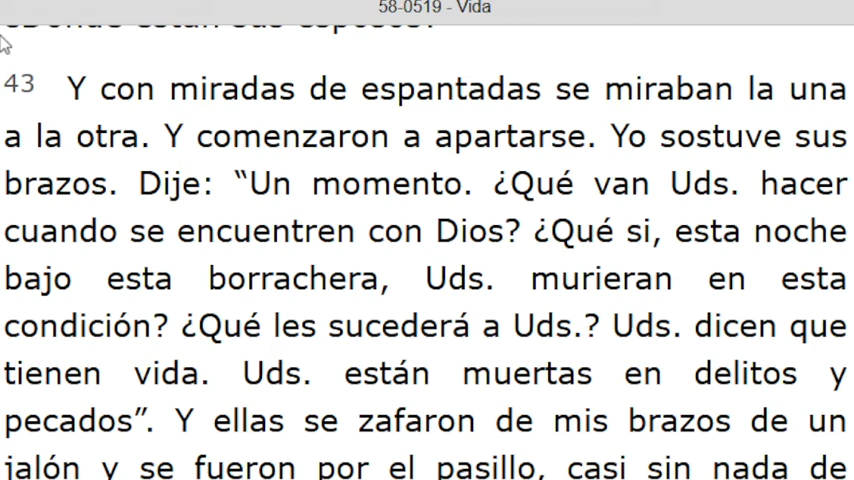 58-0519 - Vida
¿Dónde están sus esposos?
43 Y con miradas de espantadas se miraban la una
a la otra. Y comenzaron a apartarse. Yo sostuve sus
brazos. Dije: “Un momento. ¿Qué van Uds. hacer
cuando se encuentren con Dios? ¿Qué si, esta noche
bajo esta borrachera, Uds. murieran en esta
condición? ¿Qué les sucederá a Uds.? Uds. dicen que
tienen vida. Uds. están muertas en delitos y
pecados”. Y ellas se zafaron de mis brazos de un
jalón y se fueron por el pasillo, casi sin nada de